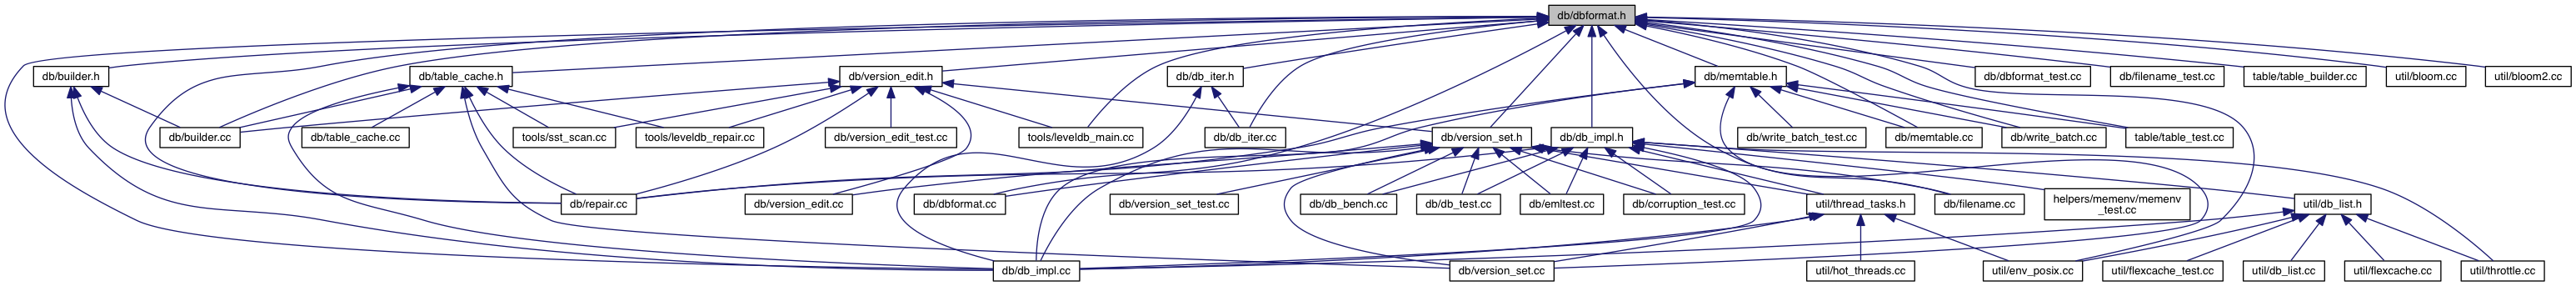 db/dbformat.h
db/builder.h
db/table_cache.h
db/version_edit.h
db/db_iter.h
db/memtable.h
db/dbformat_test.cc
db/filename_test.cc
table/table_builder.cc
util/bloom.cc
util/bloom2.cc
db/builder.cc
db/table_cache.cc
tools/sst_scan.cc
tools/leveldb_repair.cc
db/version_edit_test.cc
tools/leveldb_main.cc
db/db_iter.cc
db/version_set.h
db/db_impl.h
db/write_batch_test.cc
db/memtable.cc
db/write_batch.cc
table/table_test.cc
db/repair.cc
db/version_edit.cc
db/dbformat.cc
db/version_set_test.cc
db/db_bench.cc
db/db_test.cc
db/emltest.cc
db/corruption_test.cc
util/thread_tasks.h
db/filename.cc
helpers/memenv/memenv
_test.cc
util/db_list.h
db/db_impl.cc
db/version_set.cc
util/hot_threads.cc
util/env_posix.cc
util/flexcache_test.cc
util/db_list.cc
util/flexcache.cc
util/throttle.cc